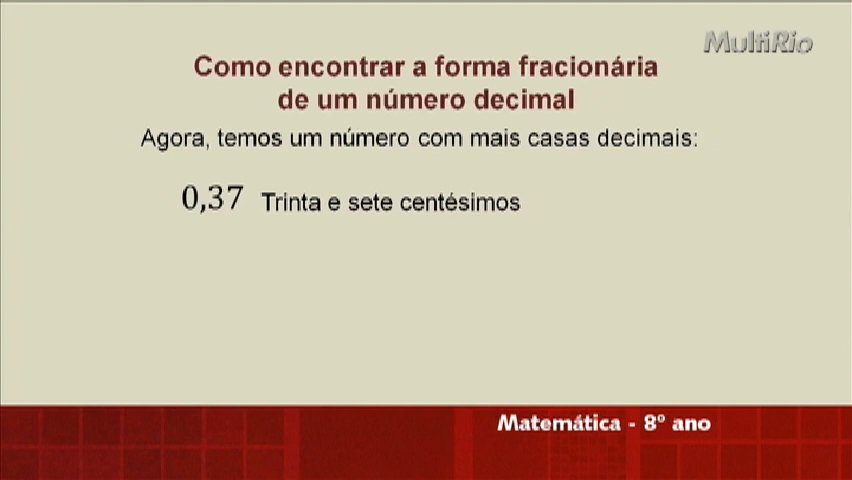 MultiRio
Como encontrar a forma fracionária
de um número decimal
Agora, temos um número com mais casas decimais:
0,37 Trinta e sete centésimos
Matemática - 8º ano